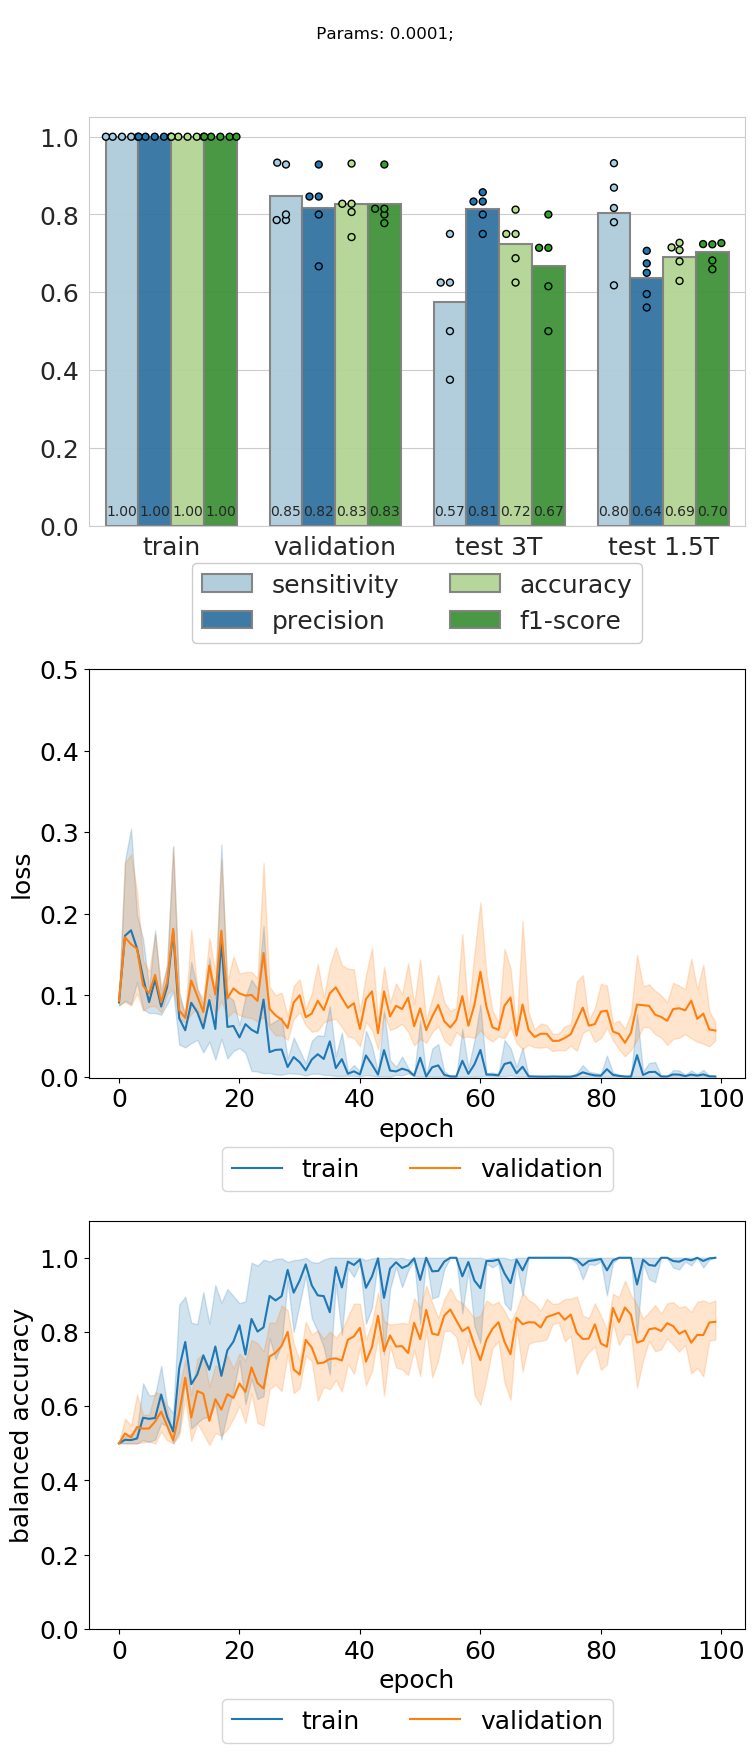 Params: 0.0001;
1.0
0.8
0.6
0.4
0.2
0.0
1.00 1.00 1.00 1.00 0.85 0.82 0.83 0.83 0.57 0.81 0.72 0.67 0.80 0.64 0.69 0.70
train validation test 3T test 1.5T
sensitivity accuracy
precision f1-score
0.5
0.4
0.3
0.2
0.1
0.0
loss
0 20 40 60 80 100
epoch
train validation
1.0
0.8
0.6
0.4
0.2
0.0
balanced accuracy
0 20 40 60 80 100
epoch
train validation